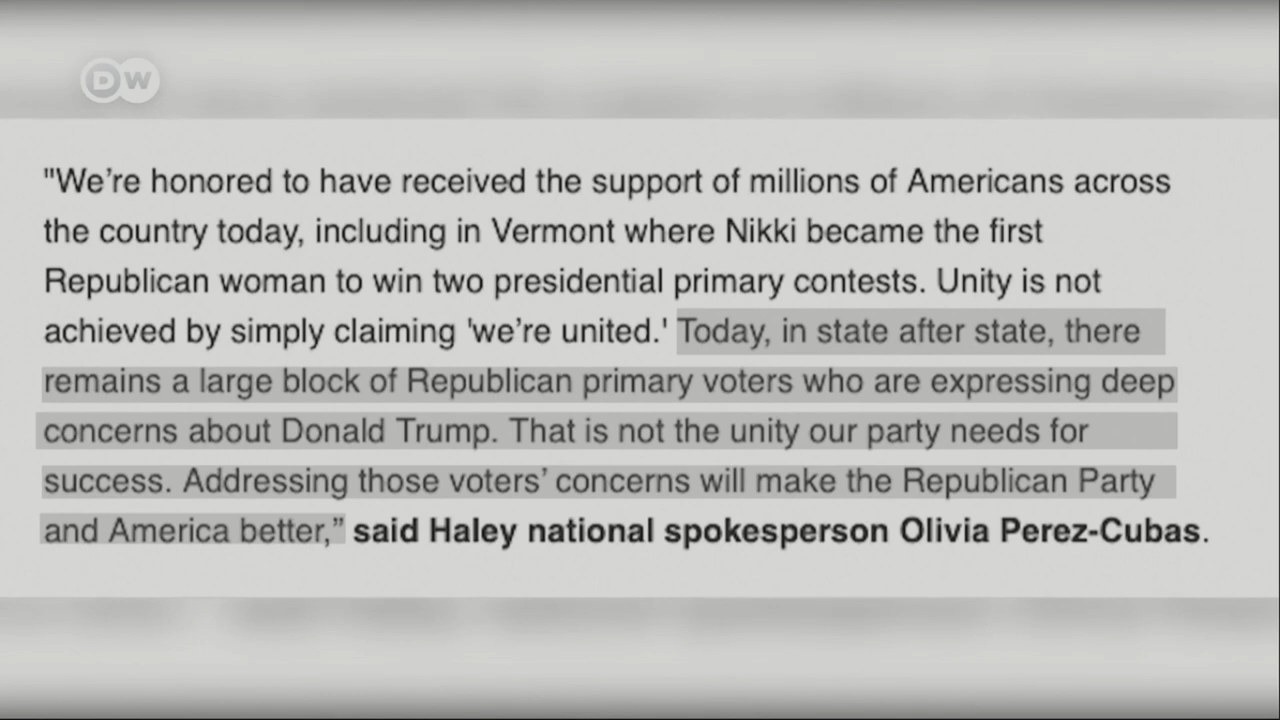 DW
"We’re honored to have received the support of millions of Americans across
the country today, including in Vermont where Nikki became the first
Republican woman to win two presidential primary contests. Unity is not
achieved by simply claiming 'we’re united.' Today, in state after state, there
remains a large block of Republican primary voters who are expressing deep
concerns about Donald Trump. That is not the unity our party needs for
success. Addressing those voters’ concerns will make the Republican Party
and America better,” said Haley national spokesperson Olivia Perez-Cubas.